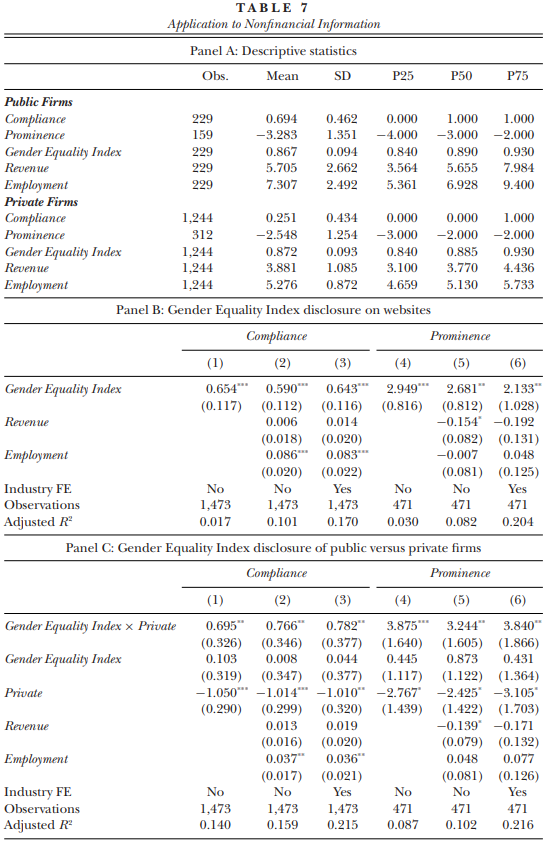 TABLE 7
Application to Nonfinancial Information
Panel A: Descriptive statistics
Obs. Mean SD P25 P50 P75
Public Firms
Compliance 229 0.694 0.462 0.000 1.000 1.000
Prominence 159 −3.283 1.351 −4.000 −3.000 −2.000
Gender Equality Index 229 0.867 0.094 0.840 0.890 0.930
Revenue 229 5.705 2.662 3.564 5.655 7.984
Employment 229 7.307 2.492 5.361 6.928 9.400
Private Firms
Compliance 1,244 0.251 0.434 0.000 0.000 1.000
Prominence 312 −2.548 1.254 −3.000 −2.000 −2.000
Gender Equality Index 1,244 0.872 0.093 0.840 0.885 0.930
Revenue 1,244 3.881 1.085 3.100 3.770 4.436
Employment 1,244 5.276 0.872 4.659 5.130 5.733
Panel B: Gender Equality Index disclosure on websites
Compliance Prominence
(1) (2) (3) (4) (5) (6)
Gender Equality Index 0.654*** 0.590*** 0.643*** 2.949*** 2.681** 2.133**
(0.117) (0.112) (0.116) (0.816) (0.812) (1.028)
Revenue 0.006 0.014 −0.154* −0.192
(0.018) (0.020) (0.082) (0.131)
Employment 0.086*** 0.083*** −0.007 0.048
(0.020) (0.022) (0.081) (0.125)
Industry FE No No Yes No No Yes
Observations 1,473 1,473 1,473 471 471 471
Adjusted R² 0.017 0.101 0.170 0.030 0.082 0.204
Panel C: Gender Equality Index disclosure of public versus private firms
Compliance Prominence
(1) (2) (3) (4) (5) (6)
Gender Equality Index × Private 0.695** 0.766** 0.782** 3.875*** 3.244** 3.840**
(0.326) (0.346) (0.377) (1.640) (1.605) (1.866)
Gender Equality Index 0.103 0.008 0.044 0.445 0.873 0.431
(0.319) (0.347) (0.377) (1.117) (1.122) (1.364)
Private −1.050*** −1.014*** −1.010** −2.767* −2.425* −3.105*
(0.290) (0.299) (0.320) (1.439) (1.422) (1.703)
Revenue 0.013 0.019 −0.139* −0.171
(0.016) (0.020) (0.079) (0.132)
Employment 0.037** 0.036** 0.048 0.077
(0.017) (0.021) (0.081) (0.126)
Industry FE No No Yes No No Yes
Observations 1,473 1,473 1,473 471 471 471
Adjusted R² 0.140 0.159 0.215 0.087 0.102 0.216